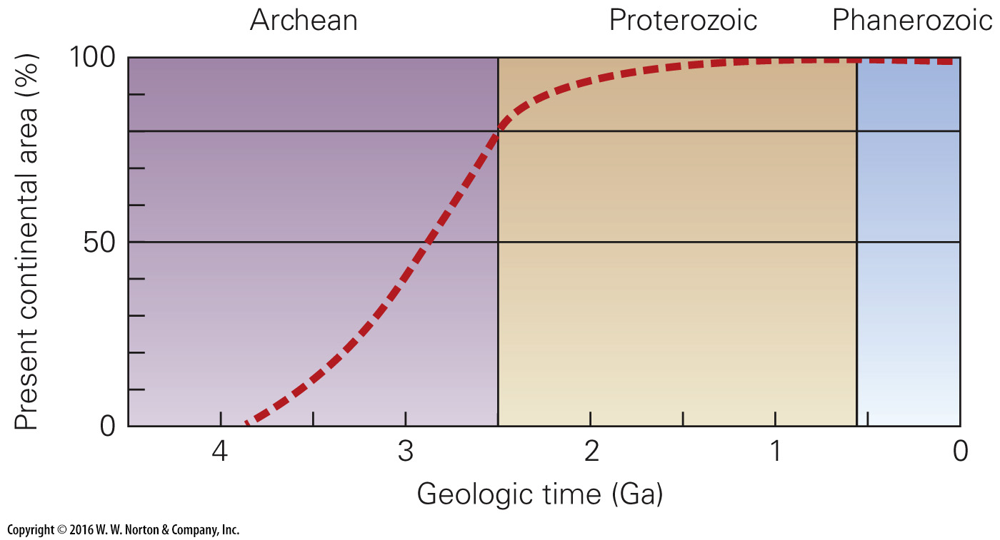 Archean Proterozoic Phanerozoic
Present continental area (%)
100
50
0
4 3 2 1 0
Geologic time (Ga)
Copyright © 2016 W. W. Norton & Company, Inc.